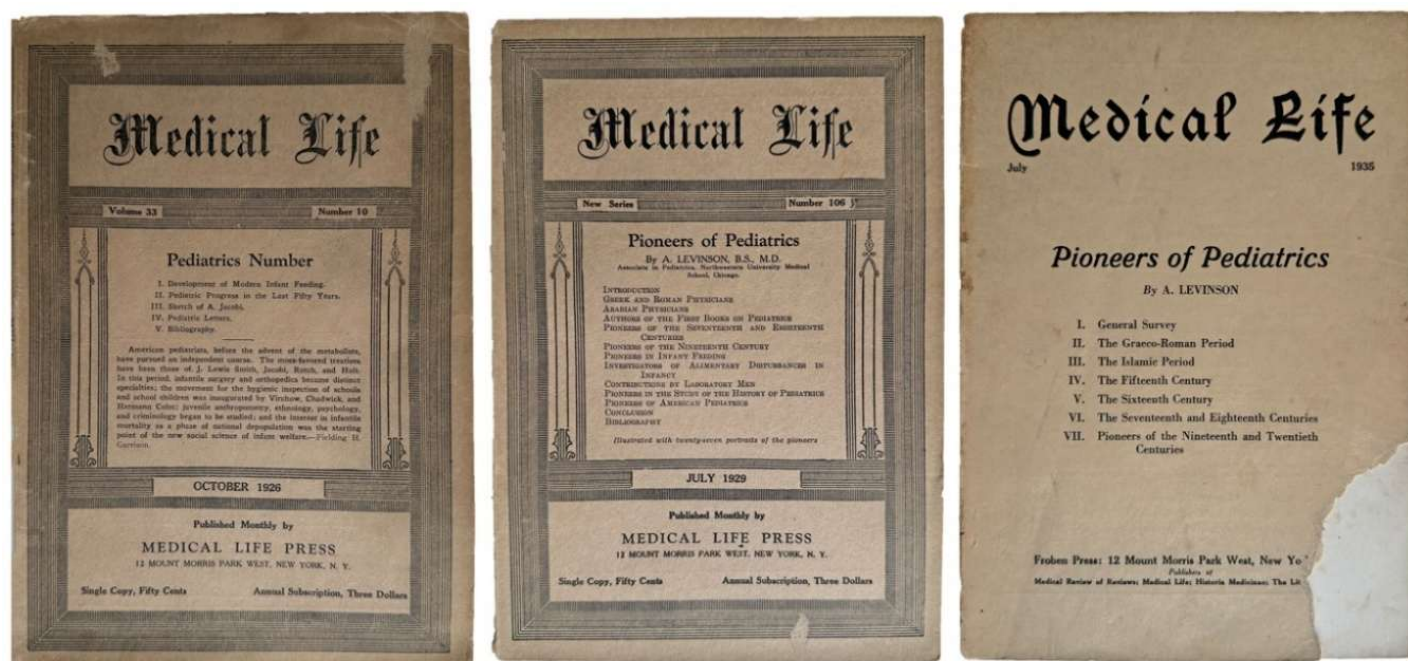 Medical Life
Volume 33
Number 10
Pediatrics Number
I. Development of Modern Infant Feeding.
II. Pediatric Progress in the Last Fifty Years.
III. Sketch of A. Jacobi.
IV. Pediatric Letters.
V. Bibliography.
American pediatrists, before the advent of the metabolists,
have pursued an independent course. The most-favored treatises
have been those of J. Lewis Smith, Jacobi, Rotch, and Holt.
In this period, infantile surgery and orthopedics became distinct
specialties; the movement for the hygienic inspection of schools
and school children was inaugurated by Virchow, Chadwick, and
Hermann Cohn; juvenile anthropometry, ethnology, psychology,
and criminology began to be studied; and the interest in infantile
mortality as a phase of national depopulation was the starting
point of the new social science of infant welfare.—Fielding H.
Garrison.
OCTOBER 1926
Published Monthly by
MEDICAL LIFE PRESS
12 MOUNT MORRIS PARK WEST, NEW YORK, N. Y.
Single Copy, Fifty Cents
Annual Subscription, Three Dollars
Medical Life
New Series
Number 106
Pioneers of Pediatrics
By A. LEVINSON, B.S., M.D.
Associate in Pediatrics, Northwestern University Medical
School, Chicago.
INTRODUCTION
GREEK AND ROMAN PHYSICIANS
ARABIAN PHYSICIANS
AUTHORS OF THE FIRST BOOKS ON PEDIATRICS
PIONEERS OF THE SEVENTEENTH AND EIGHTEENTH
CENTURIES
PIONEERS OF THE NINETEENTH CENTURY
PIONEERS IN INFANT FEEDING
INVESTIGATORS OF ALIMENTARY DISTURBANCES IN
INFANCY
CONTRIBUTIONS BY LABORATORY MEN
PIONEERS IN THE STUDY OF THE HISTORY OF PEDIATRICS
PIONEERS OF AMERICAN PEDIATRICS
CONCLUSION
BIBLIOGRAPHY
Illustrated with twenty-seven portraits of the pioneers
JULY 1929
Published Monthly by
MEDICAL LIFE PRESS
12 MOUNT MORRIS PARK WEST, NEW YORK, N. Y.
Single Copy, Fifty Cents
Annual Subscription, Three Dollars
Medical Life
July
1935
Pioneers of Pediatrics
By A. LEVINSON
I. General Survey
II. The Graeco-Roman Period
III. The Islamic Period
IV. The Fifteenth Century
V. The Sixteenth Century
VI. The Seventeenth and Eighteenth Centuries
VII. Pioneers of the Nineteenth and Twentieth
Centuries
Froben Press: 12 Mount Morris Park West, New Yo
Publishers of
Medical Review of Reviews; Medical Life; Historia Medicinae; The